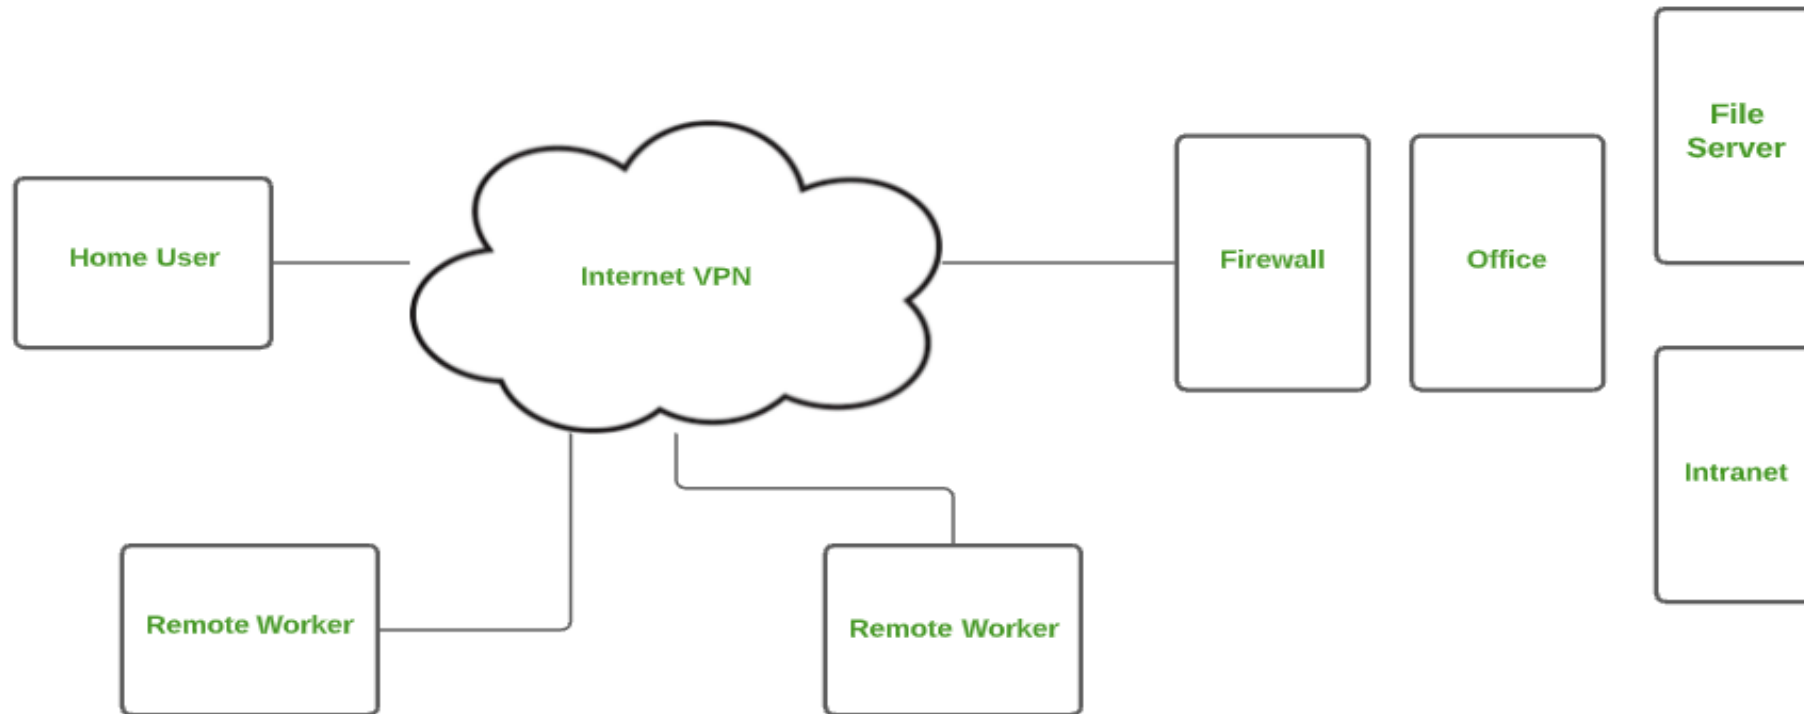 File
Server
Home User
Internet VPN
Firewall
Office
Intranet
Remote Worker
Remote Worker